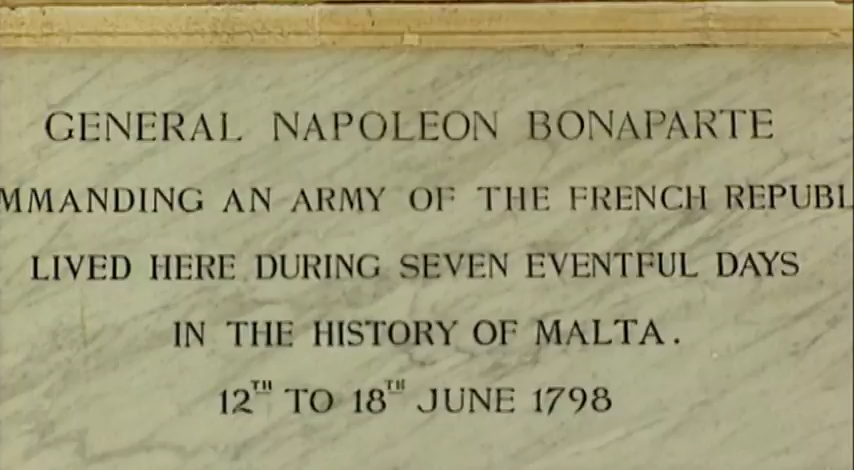 GENERAL NAPOLEON BONAPARTE
MMANDING AN ARMY OF THE FRENCH REPUBL
LIVED HERE DURING SEVEN EVENTFUL DAYS
IN THE HISTORY OF MALTA.
12TH TO 18TH JUNE 1798